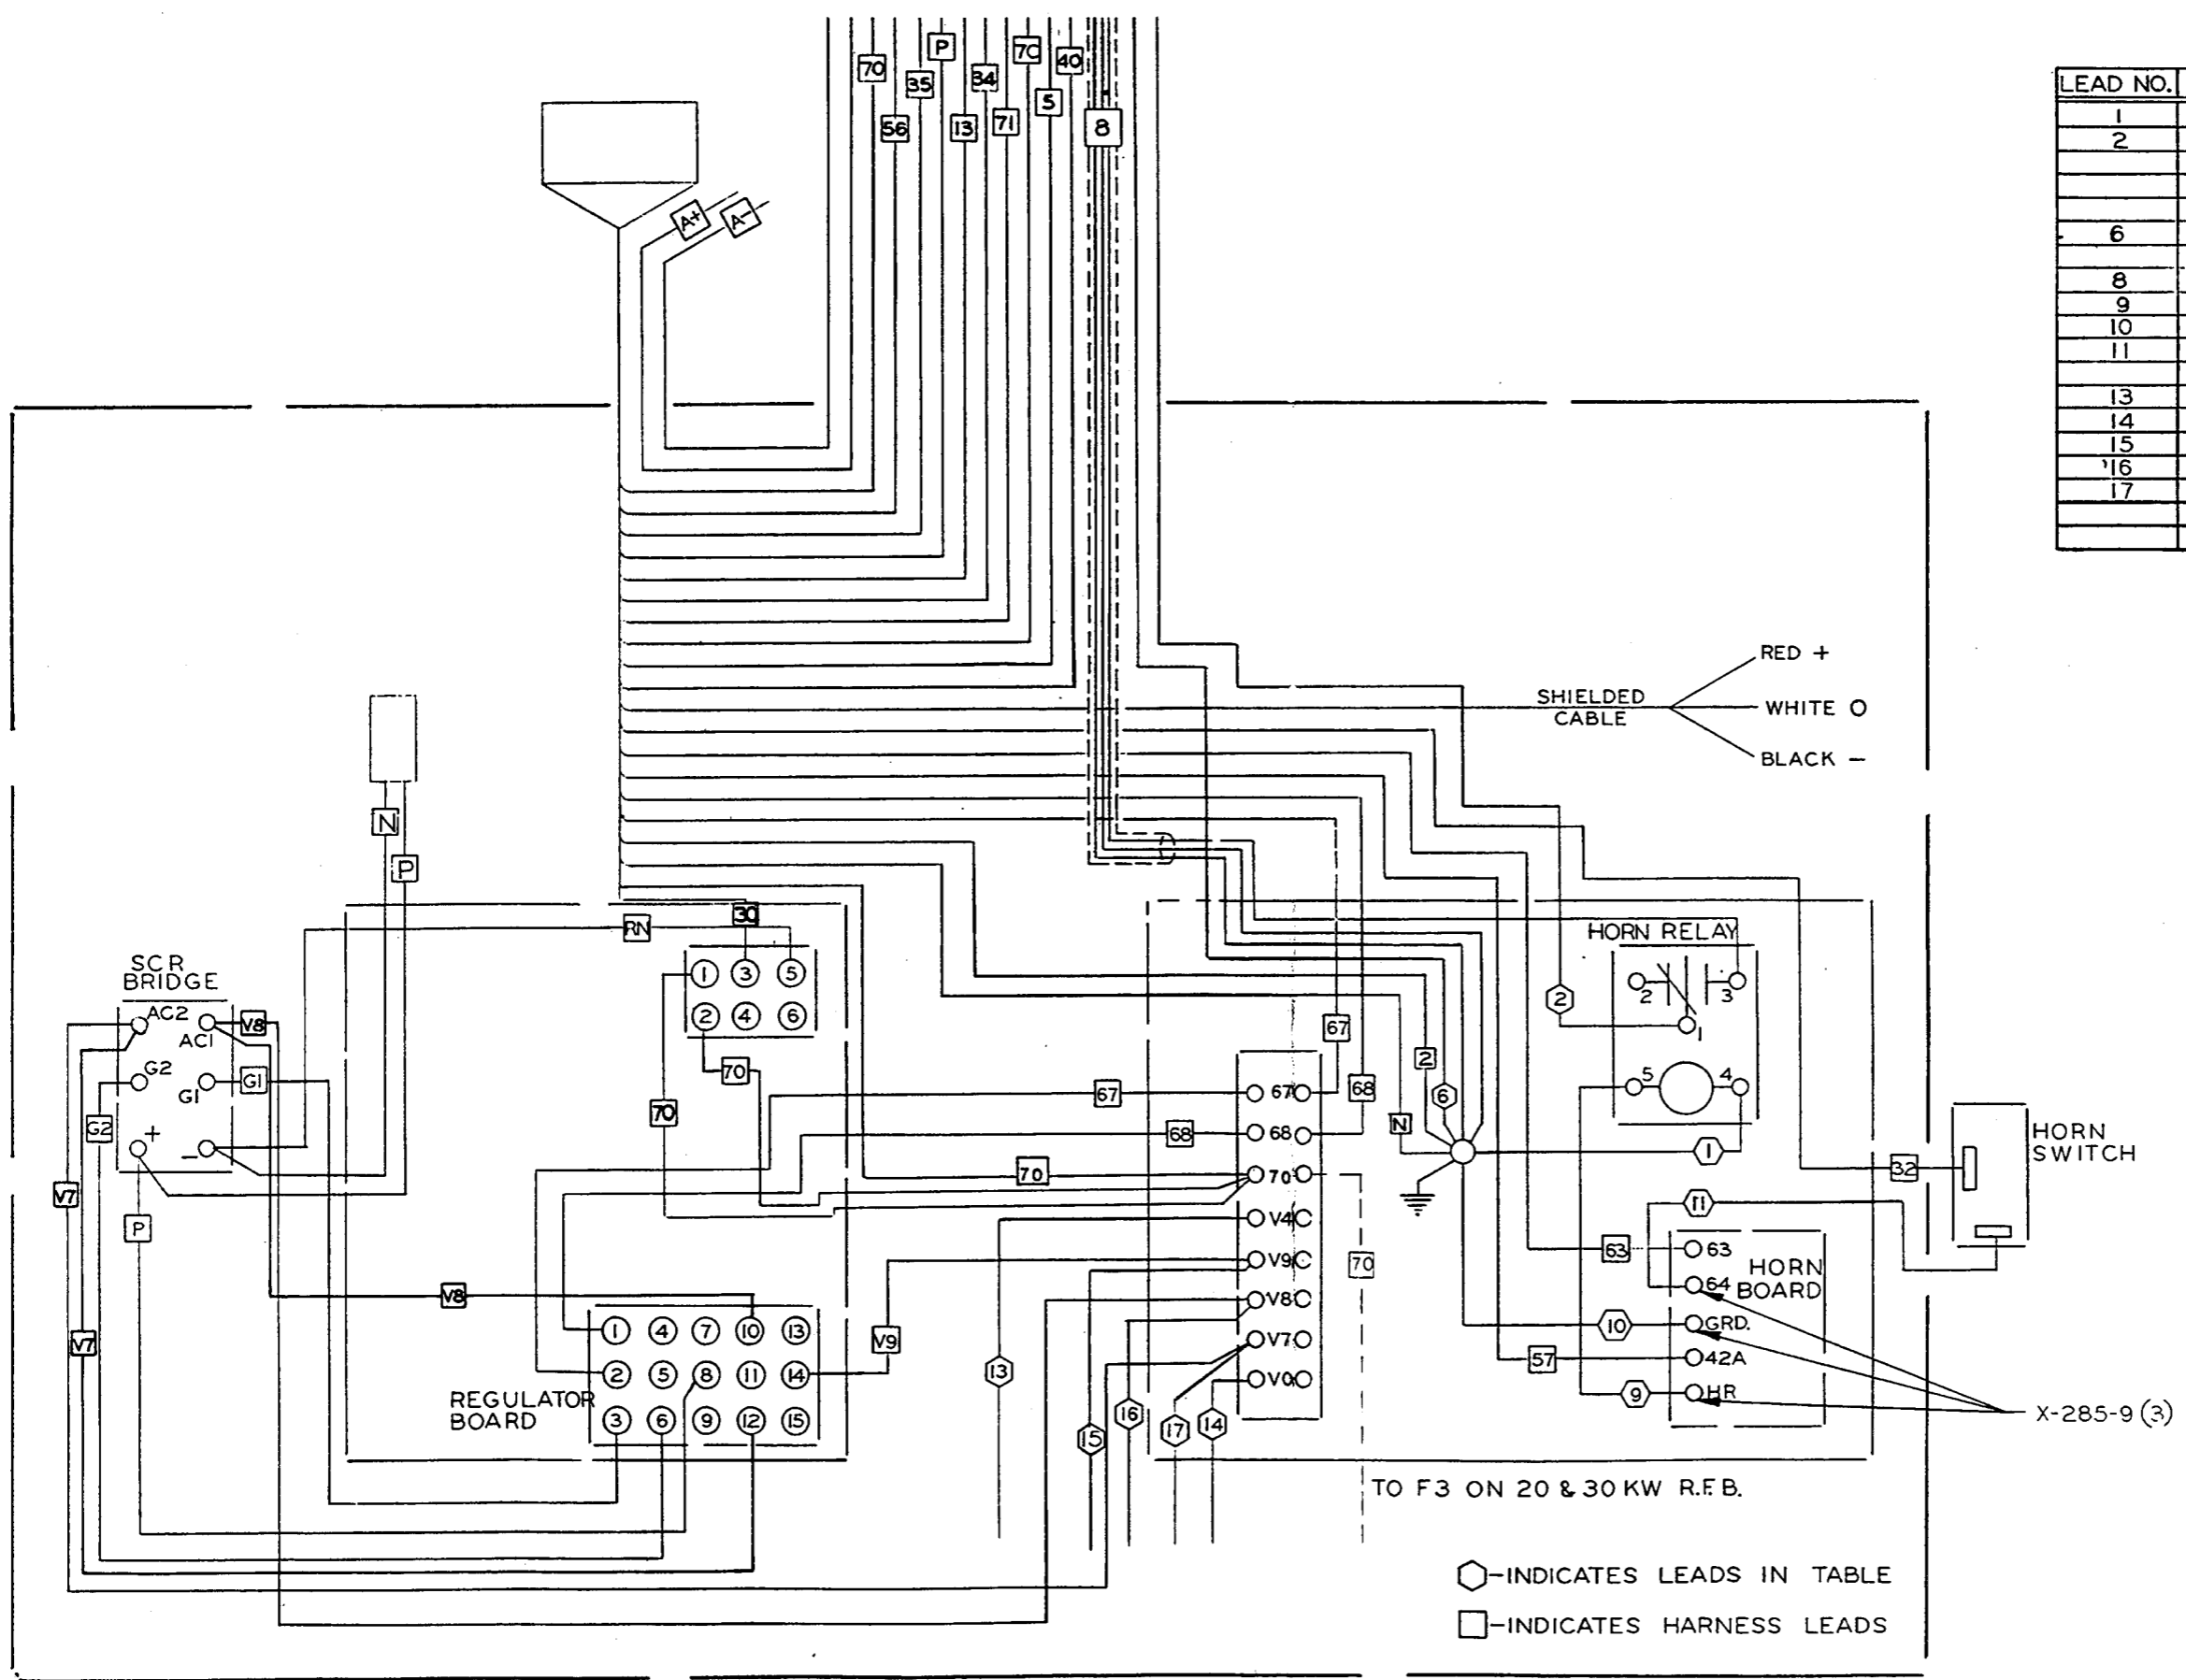 70
56
35
P
13
34
71
7C
5
40
8
A+
A-
LEAD NO.
1
2
6
8
9
10
11
13
14
15
'16
17
RED +
SHIELDED
CABLE
WHITE O
BLACK -
N
P
30
RN
HORN RELAY
2
3
1
5
4
2
SCR
BRIDGE
AC2
AC1
V8
G2
G1
G1
G2
+
-
V7
P
V7
V8
1 3 5
2 4 6
70
70
67
68
70
67
68
2
6
N
1
32
HORN
SWITCH
67
68
70
V4
V9
V8
V7
V0
70
11
63
63
64
HORN
BOARD
10
GRD.
57
42A
9
HR
X-285-9 (3)
REGULATOR
BOARD
1 4 7 10 13
2 5 8 11 14
3 6 9 12 15
V9
13
15
16
17
14
TO F3 ON 20 & 30 KW R.F.B.
-INDICATES LEADS IN TABLE
-INDICATES HARNESS LEADS